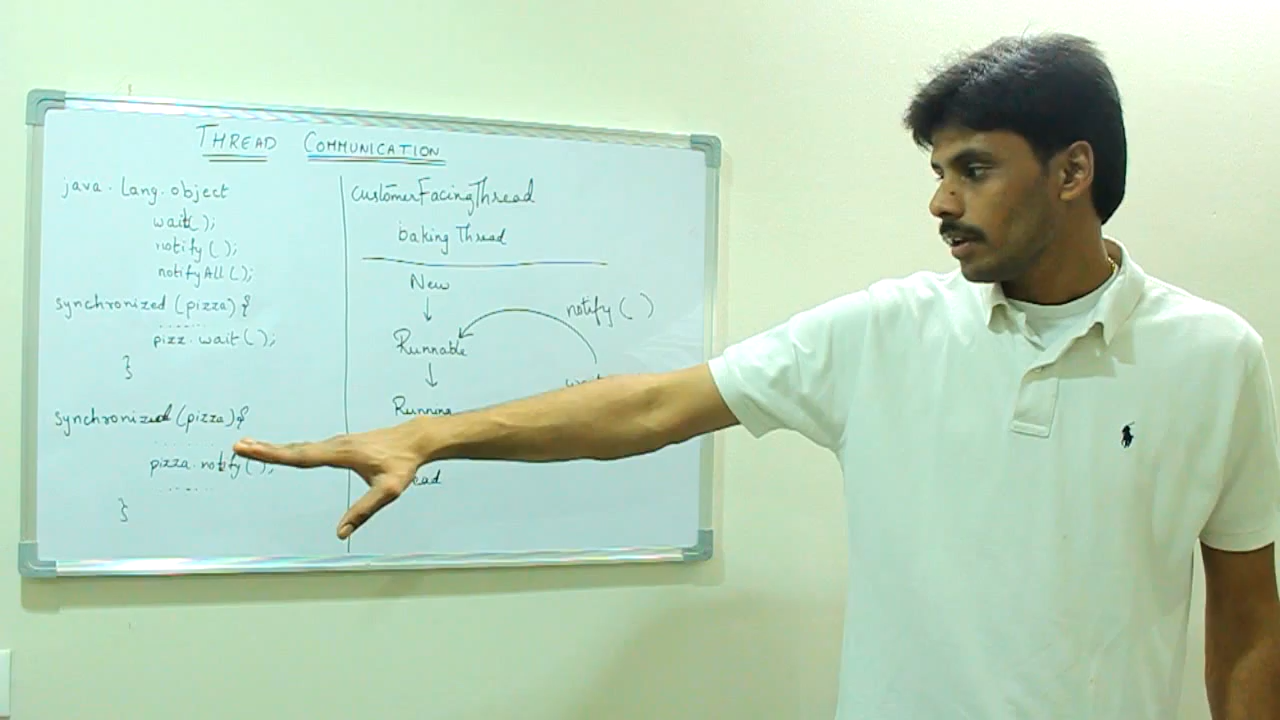 THREAD COMMUNICATION
java.Lang.object
wait();
notify();
notifyAll();
synchronized (pizza) {
......
pizz.wait();
}
synchronized (pizza) {
......
pizza.notify();
......
}
customerFacingThread
baking Thread
New
↓
notify()
Runnable
↓
Running